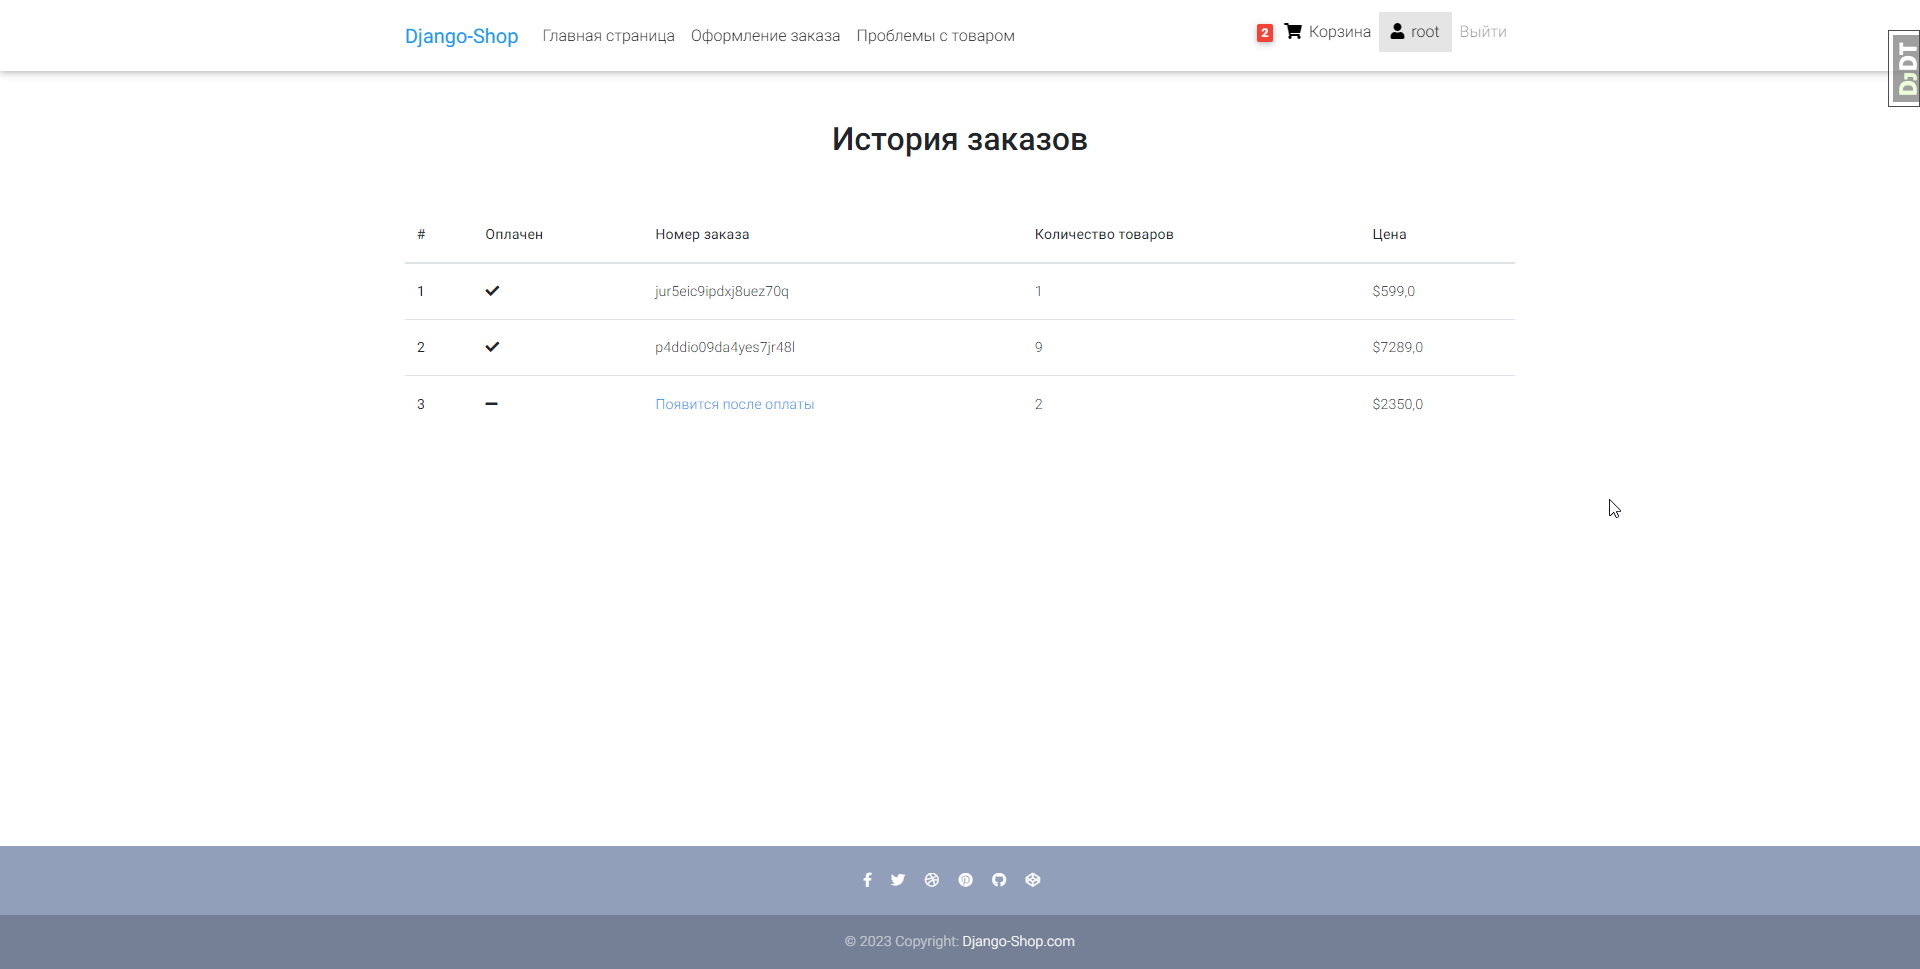 Django-Shop Главная страница Оформление заказа Проблемы с товаром 2 Корзина root Выйти
DJDT
История заказов
# Оплачен Номер заказа Количество товаров Цена
1 jur5eic9ipdxj8uez70q 1 $599,0
2 p4ddio09da4yes7jr48l 9 $7289,0
3 Появится после оплаты 2 $2350,0
© 2023 Copyright: Django-Shop.com